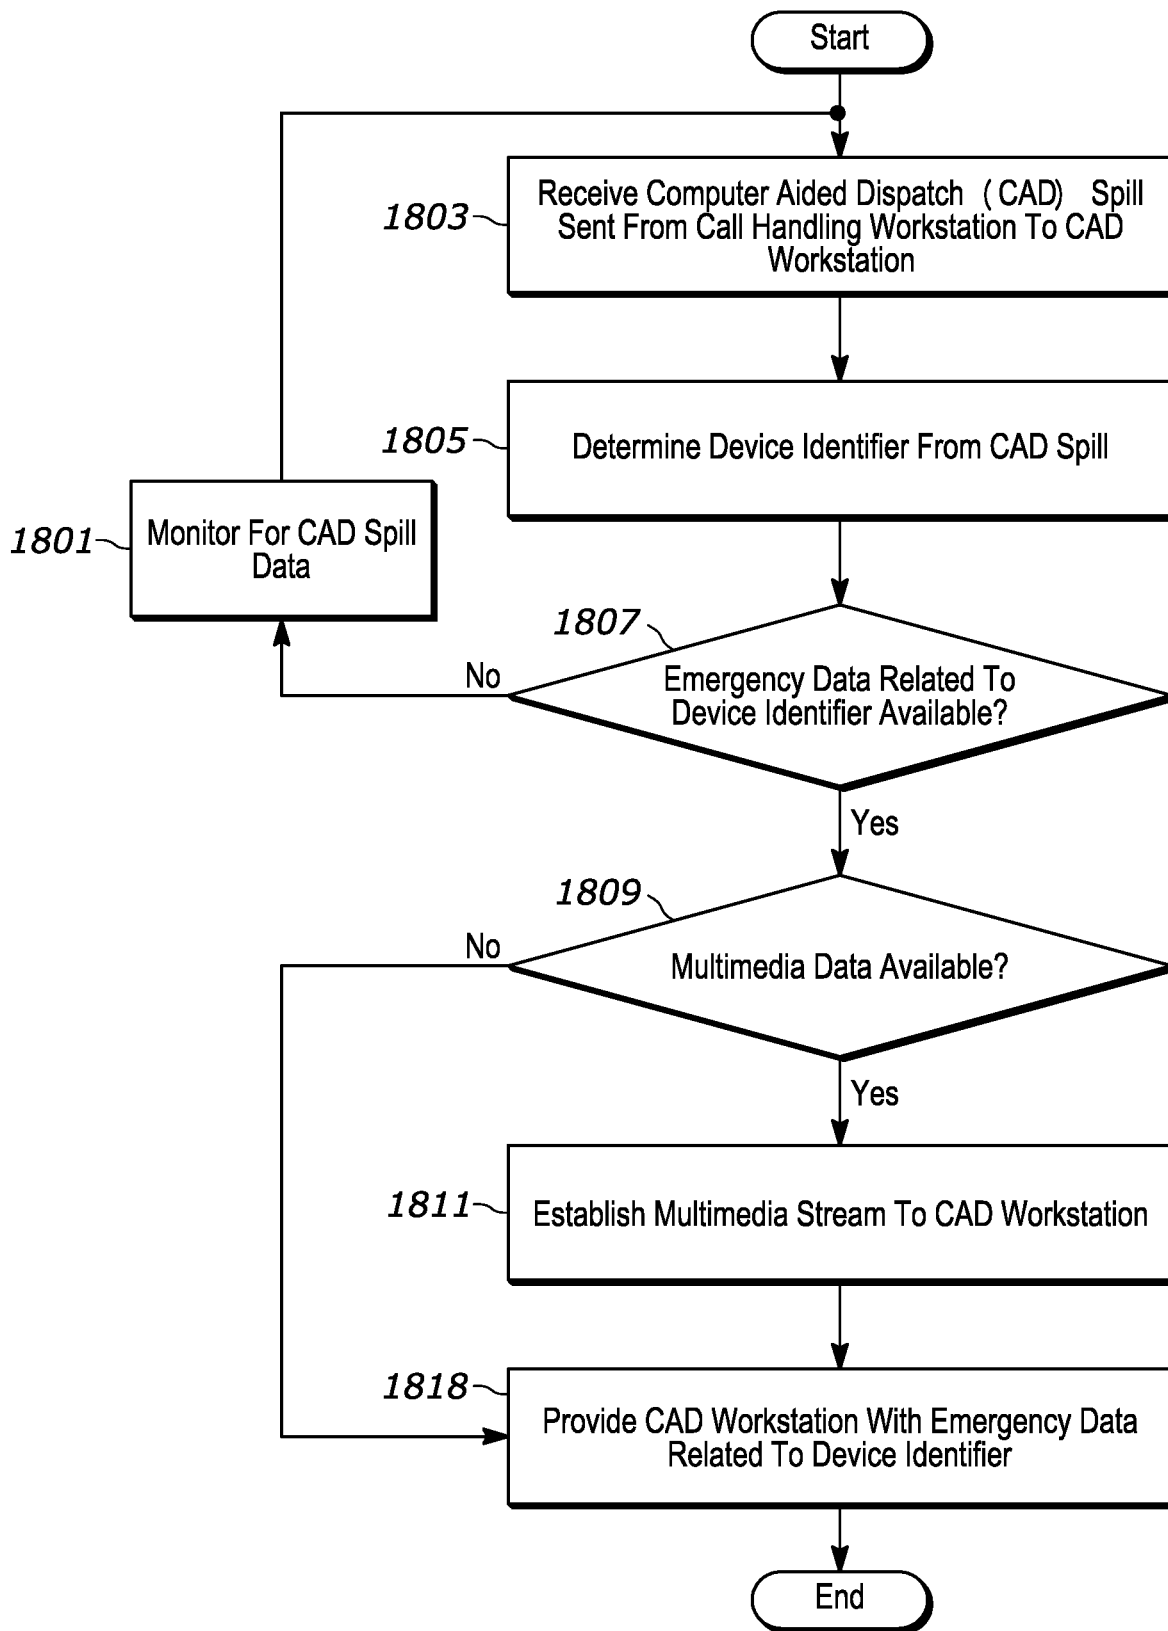 Start
1803
Receive Computer Aided Dispatch (CAD) Spill
Sent From Call Handling Workstation To CAD
Workstation
1805
Determine Device Identifier From CAD Spill
1801
Monitor For CAD Spill
Data
1807
No
Emergency Data Related To
Device Identifier Available?
Yes
1809
No
Multimedia Data Available?
Yes
1811
Establish Multimedia Stream To CAD Workstation
1818
Provide CAD Workstation With Emergency Data
Related To Device Identifier
End